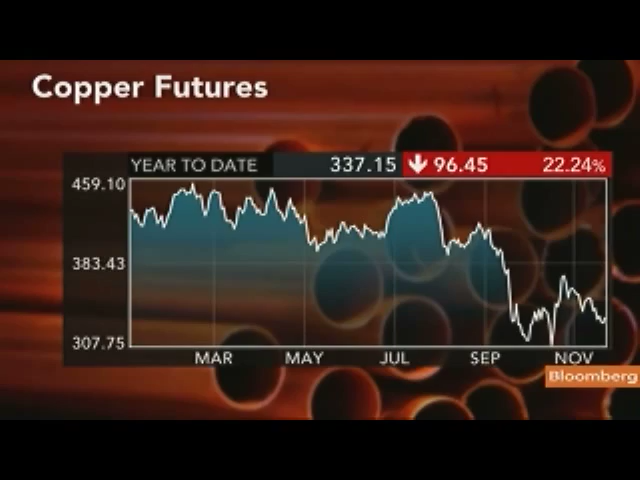 Copper Futures
YEAR TO DATE 337.15 96.45 22.24%
459.10
383.43
307.75
MAR MAY JUL SEP NOV
Bloomberg